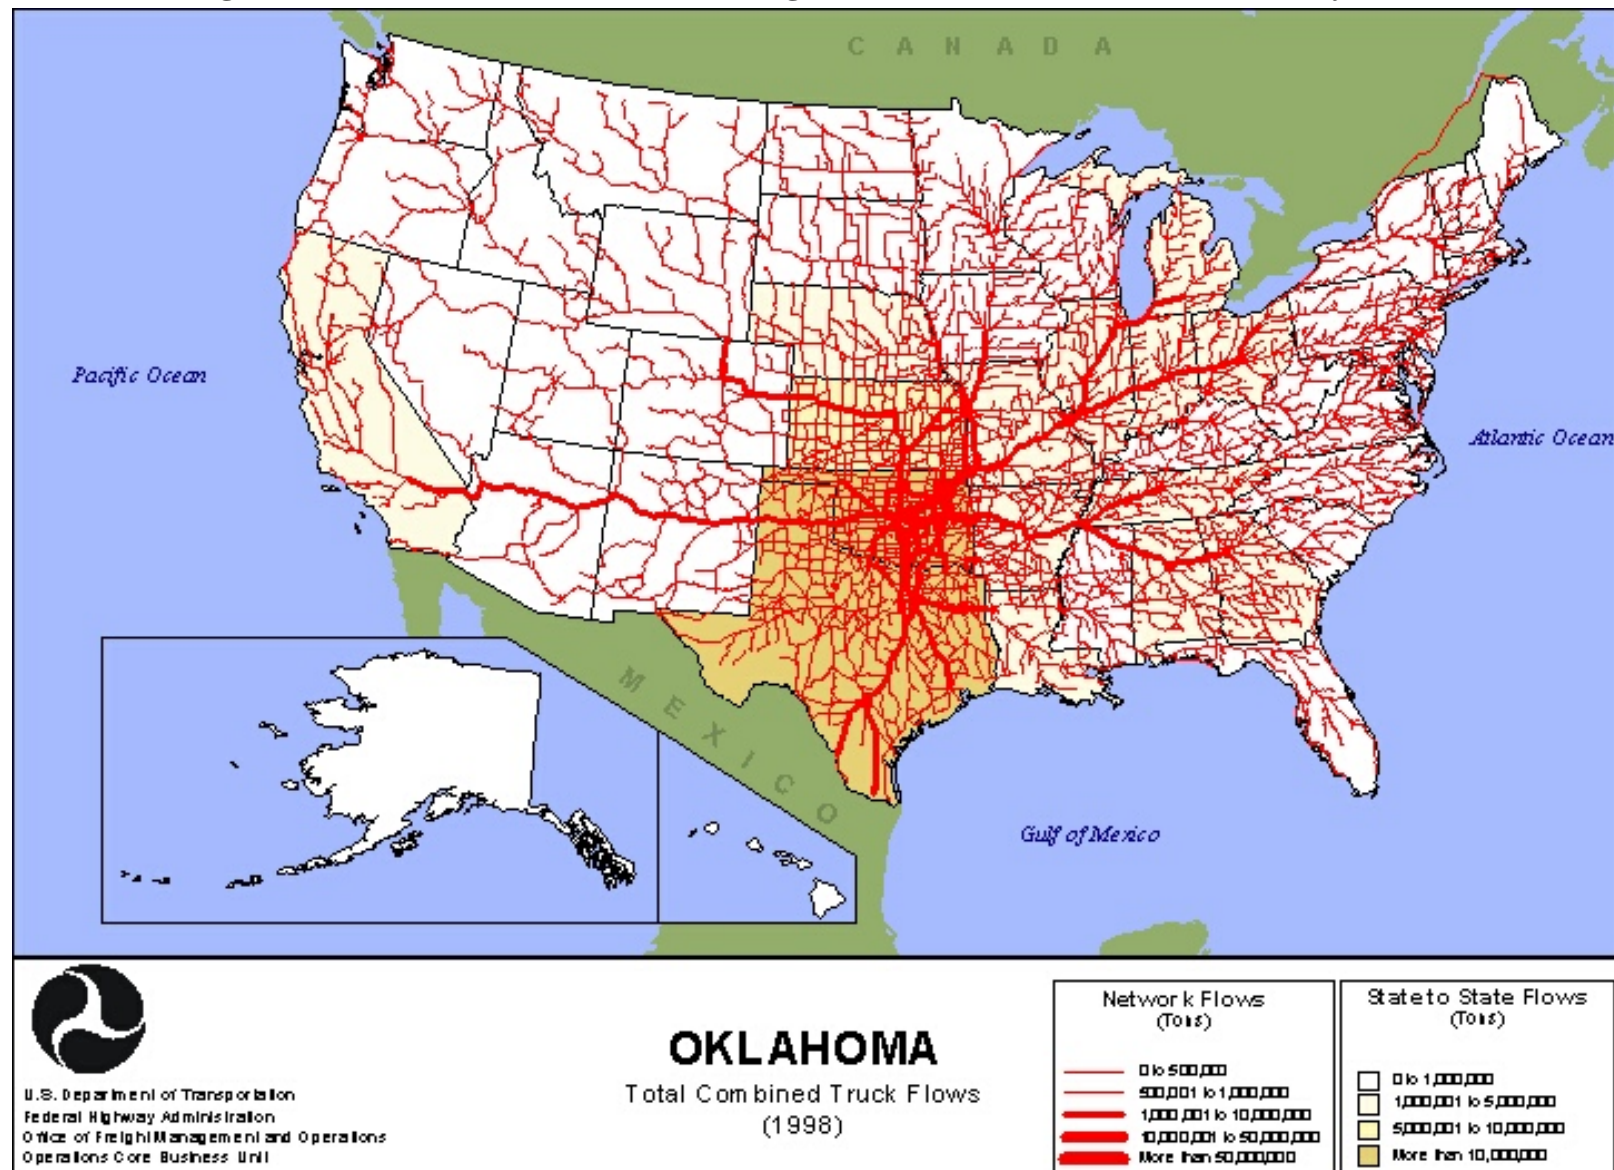 CANADA
Pacific Ocean
Atlantic Ocean
MEXICO
Gulf of Mexico
U.S. Department of Transportation
Federal Highway Administration
Office of Freight Management and Operations
Operations Core Business Unit
OKLAHOMA
Total Combined Truck Flows
(1998)
Network Flows
(Tons)
0 to 500,000
500,001 to 1,000,000
1,000,001 to 10,000,000
10,000,001 to 50,000,000
More than 50,000,000
State to State Flows
(Tons)
0 to 1,000,000
1,000,001 to 5,000,000
5,000,001 to 10,000,000
More than 10,000,000